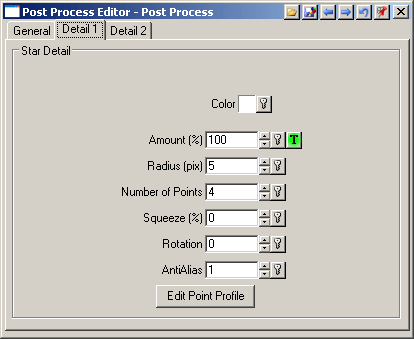 Post Process Editor - Post Process
General Detail 1 Detail 2
Star Detail
Color
Amount (%) 100 T
Radius (pix) 5
Number of Points 4
Squeeze (%) 0
Rotation 0
AntiAlias 1
Edit Point Profile